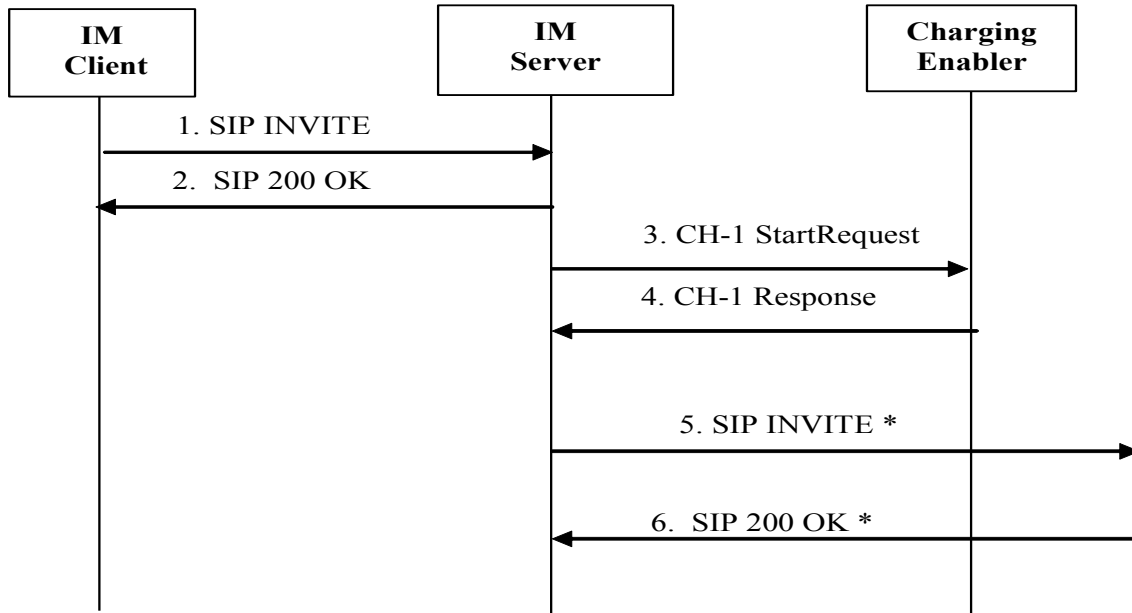 IM
Client
IM
Server
Charging
Enabler
1. SIP INVITE
2. SIP 200 OK
3. CH-1 StartRequest
4. CH-1 Response
5. SIP INVITE *
6. SIP 200 OK *